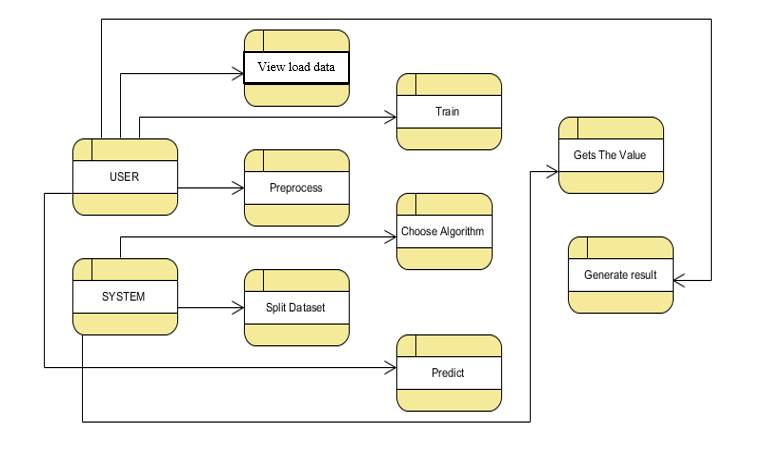 View load data
Train
Gets The Value
USER
Preprocess
Choose Algorithm
Generate result
SYSTEM
Split Dataset
Predict